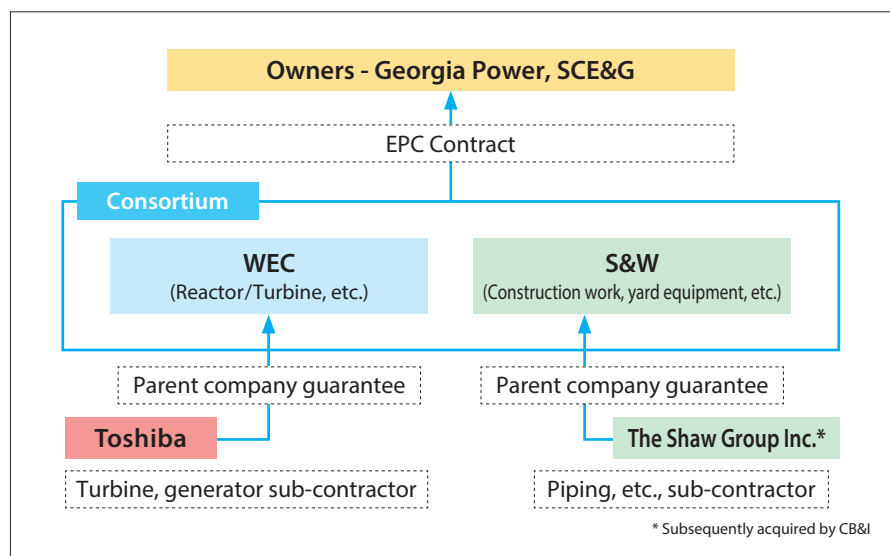 Owners - Georgia Power, SCE&G
EPC Contract
Consortium
WEC
(Reactor/Turbine, etc.)
S&W
(Construction work, yard equipment, etc.)
Parent company guarantee
Parent company guarantee
Toshiba
The Shaw Group Inc.*
Turbine, generator sub-contractor
Piping, etc., sub-contractor
* Subsequently acquired by CB&I